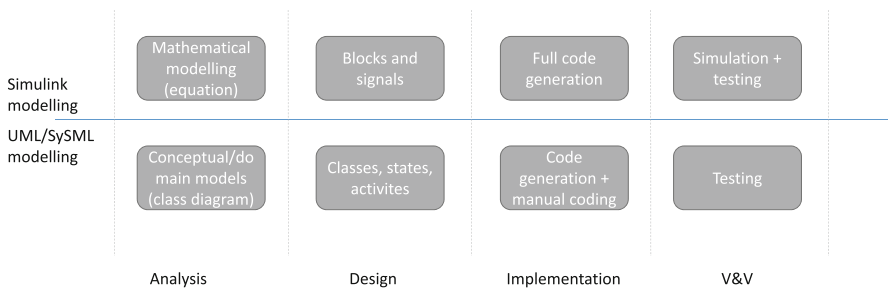 Mathematical
modelling
(equation)
Blocks and
signals
Full code
generation
Simulation +
testing
Simulink
modelling
UML/SySML
modelling
Conceptual/do
main models
(class diagram)
Classes, states,
activites
Code
generation +
manual coding
Testing
Analysis
Design
Implementation
V&V